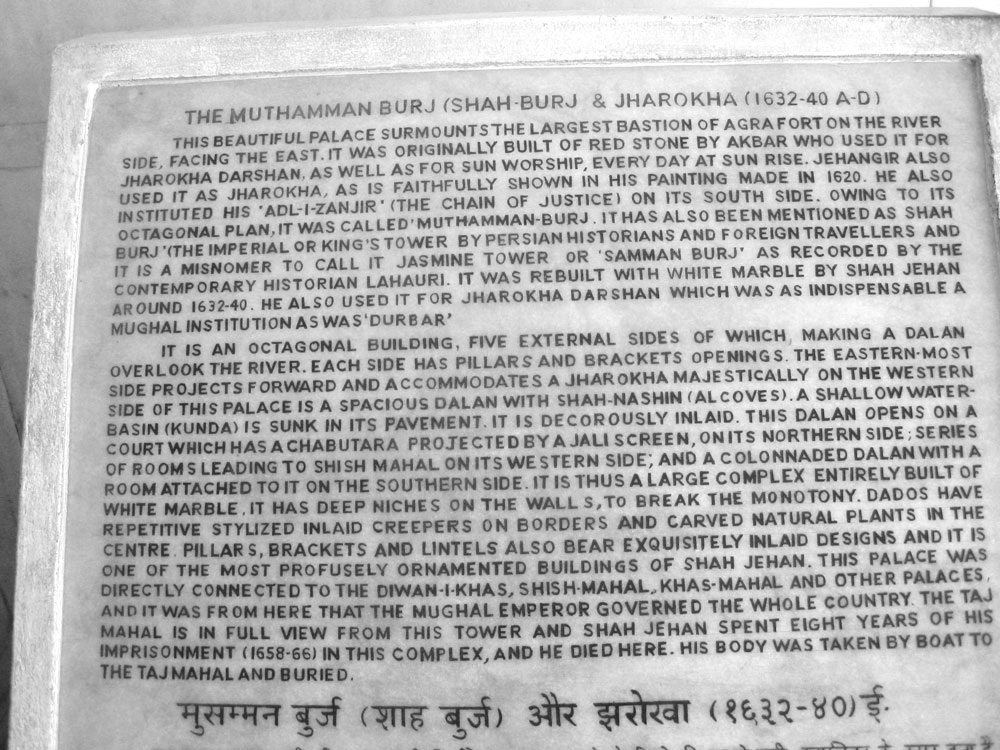 THE MUTHAMMAN BURJ (SHAH-BURJ & JHAROKHA (1632-40 A-D)
THIS BEAUTIFUL PALACE SURMOUNTS THE LARGEST BASTION OF AGRA FORT ON THE RIVER
SIDE, FACING THE EAST. IT WAS ORIGINALLY BUILT OF RED STONE BY AKBAR WHO USED IT FOR
JHAROKHA DARSHAN, AS WELL AS FOR SUN WORSHIP, EVERY DAY AT SUN RISE. JEHANGIR ALSO
USED IT AS JHAROKHA, AS IS FAITHFULLY SHOWN IN HIS PAINTING MADE IN 1620. HE ALSO
INSTITUTED HIS 'ADL-I-ZANJIR' (THE CHAIN OF JUSTICE) ON ITS SOUTH SIDE. OWING TO ITS
OCTAGONAL PLAN, IT WAS CALLED 'MUTHAMMAN-BURJ. IT HAS ALSO BEEN MENTIONED AS SHAH
BURJ '(THE IMPERIAL OR KING'S TOWER BY PERSIAN HISTORIANS AND FOREIGN TRAVELLERS AND
IT IS A MISNOMER TO CALL IT JASMINE TOWER OR 'SAMMAN BURJ' AS RECORDED BY THE
CONTEMPORARY HISTORIAN LAHAURI. IT WAS REBUILT WITH WHITE MARBLE BY SHAH JEHAN
AROUND 1632-40. HE ALSO USED IT FOR JHAROKHA DARSHAN WHICH WAS AS INDISPENSABLE A
MUGHAL INSTITUTION AS WAS 'DURBAR'
IT IS AN OCTAGONAL BUILDING, FIVE EXTERNAL SIDES OF WHICH, MAKING A DALAN
OVERLOOK THE RIVER. EACH SIDE HAS PILLARS AND BRACKETS OPENINGS. THE EASTERN-MOST
SIDE PROJECTS FORWARD AND ACCOMMODATES A JHAROKHA MAJESTICALLY ON THE WESTERN
SIDE OF THIS PALACE IS A SPACIOUS DALAN WITH SHAH-NASHIN (ALCOVES). A SHALLOW WATER-
BASIN (KUNDA) IS SUNK IN ITS PAVEMENT. IT IS DECOROUSLY INLAID. THIS DALAN OPENS ON A
COURT WHICH HAS A CHABUTARA PROJECTED BY A JALI SCREEN, ON ITS NORTHERN SIDE; SERIES
OF ROOMS LEADING TO SHISH MAHAL ON ITS WESTERN SIDE; AND A COLONNADED DALAN WITH A
ROOM ATTACHED TO IT ON THE SOUTHERN SIDE. IT IS THUS A LARGE COMPLEX ENTIRELY BUILT OF
WHITE MARBLE. IT HAS DEEP NICHES ON THE WALLS, TO BREAK THE MONOTONY. DADOS HAVE
REPETITIVE STYLIZED INLAID CREEPERS ON BORDERS AND CARVED NATURAL PLANTS IN THE
CENTRE. PILLARS, BRACKETS AND LINTELS ALSO BEAR EXQUISITELY INLAID DESIGNS AND IT IS
ONE OF THE MOST PROFUSELY ORNAMENTED BUILDINGS OF SHAH JEHAN. THIS PALACE WAS
DIRECTLY CONNECTED TO THE DIWAN-I-KHAS, SHISH-MAHAL, KHAS-MAHAL AND OTHER PALACES,
AND IT WAS FROM HERE THAT THE MUGHAL EMPEROR GOVERNED THE WHOLE COUNTRY. THE TAJ
MAHAL IS IN FULL VIEW FROM THIS TOWER AND SHAH JEHAN SPENT EIGHT YEARS OF HIS
IMPRISONMENT (1658-66) IN THIS COMPLEX, AND HE DIED HERE. HIS BODY WAS TAKEN BY BOAT TO
THE TAJ MAHAL AND BURIED.
मुसम्मन बुर्ज (शाह बुर्ज) और झरोखा (१६३२-४०) ई.